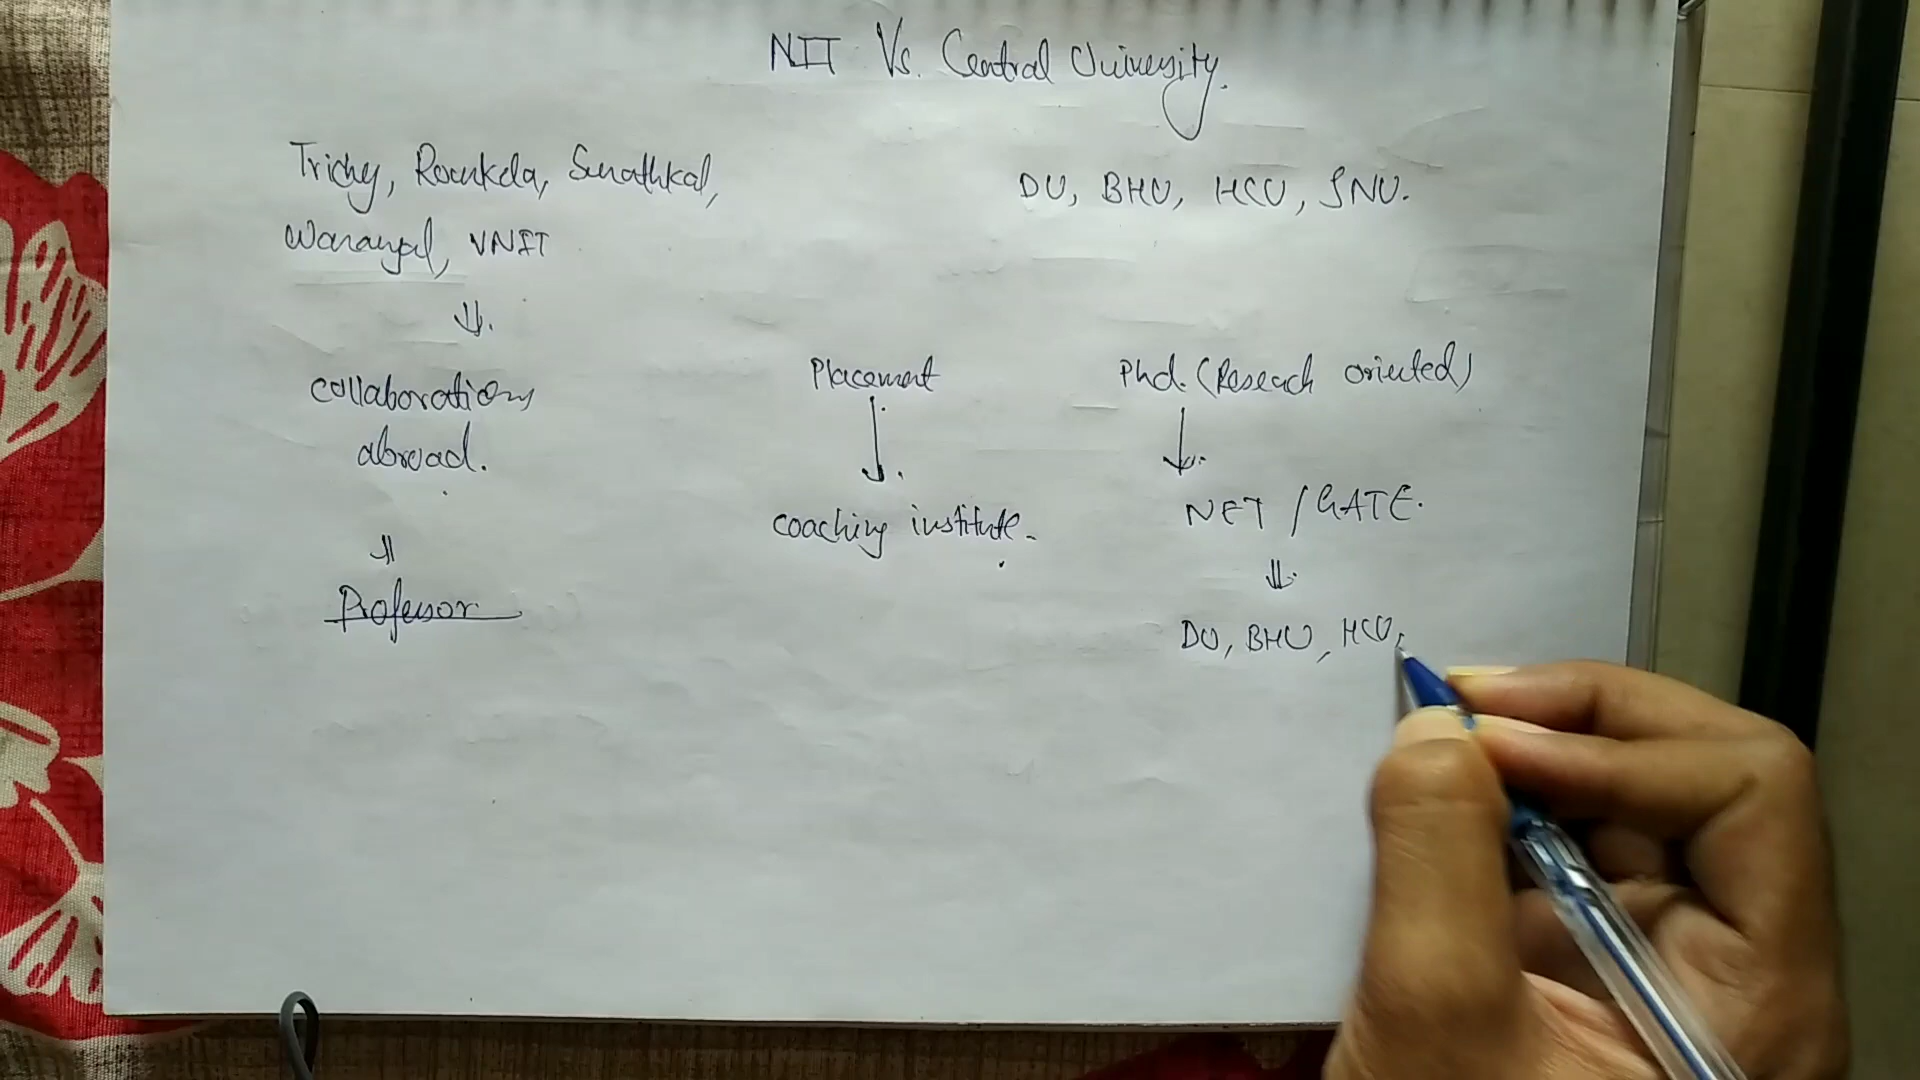 NIT Vs. Central University.
Trichy, Rourkela, Surathkal,
Warangal, VNIT
DU, BHU, HCU, JNU.
collaborations
abroad.
Professor
Placement
coaching institute.
Phd. (Reseach oriented)
NET / GATE.
DU, BHU, HCU,